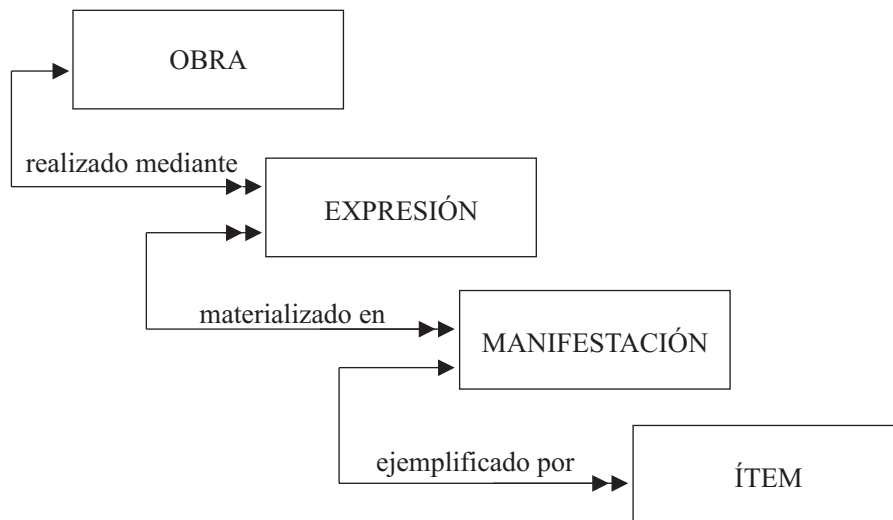 OBRA
realizado mediante
EXPRESIÓN
materializado en
MANIFESTACIÓN
ejemplificado por
ÍTEM